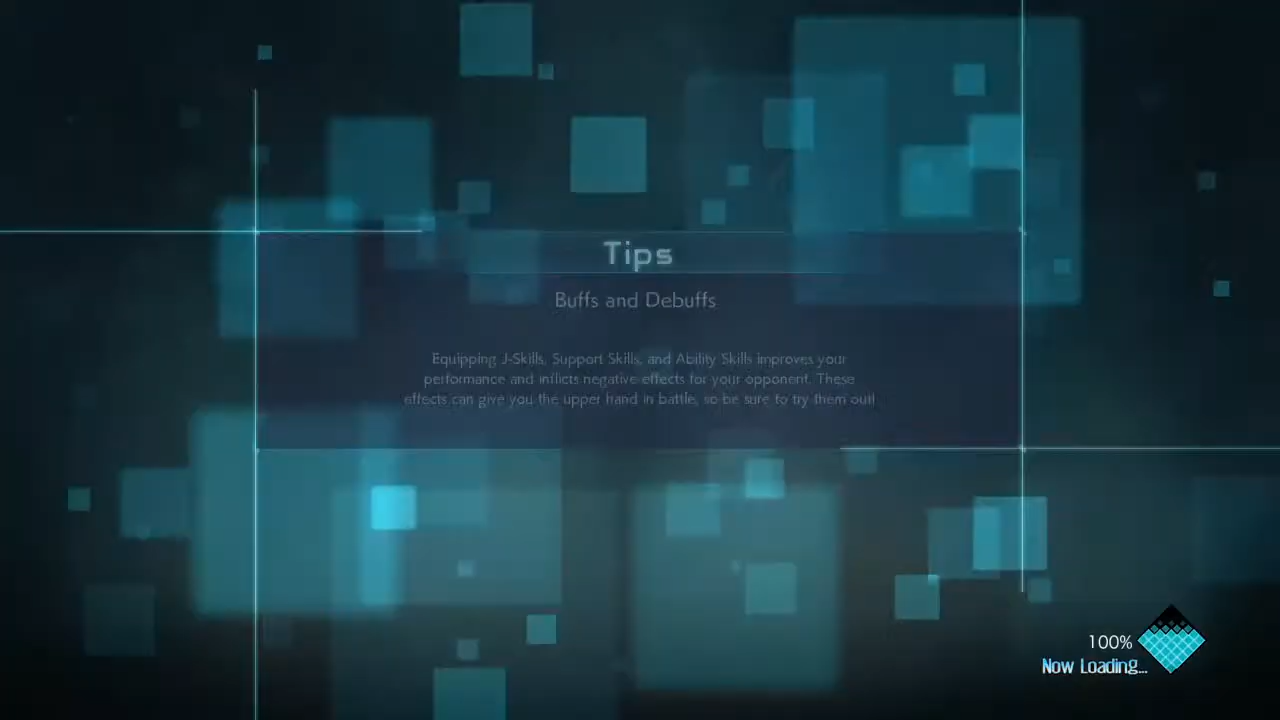 Tips
Buffs and Debuffs
Equipping J-Skills, Support Skills, and Ability Skills improves your
performance and inflicts negative effects for your opponent. These
effects can give you the upper hand in battle, so be sure to try them out!
100%
Now Loading...